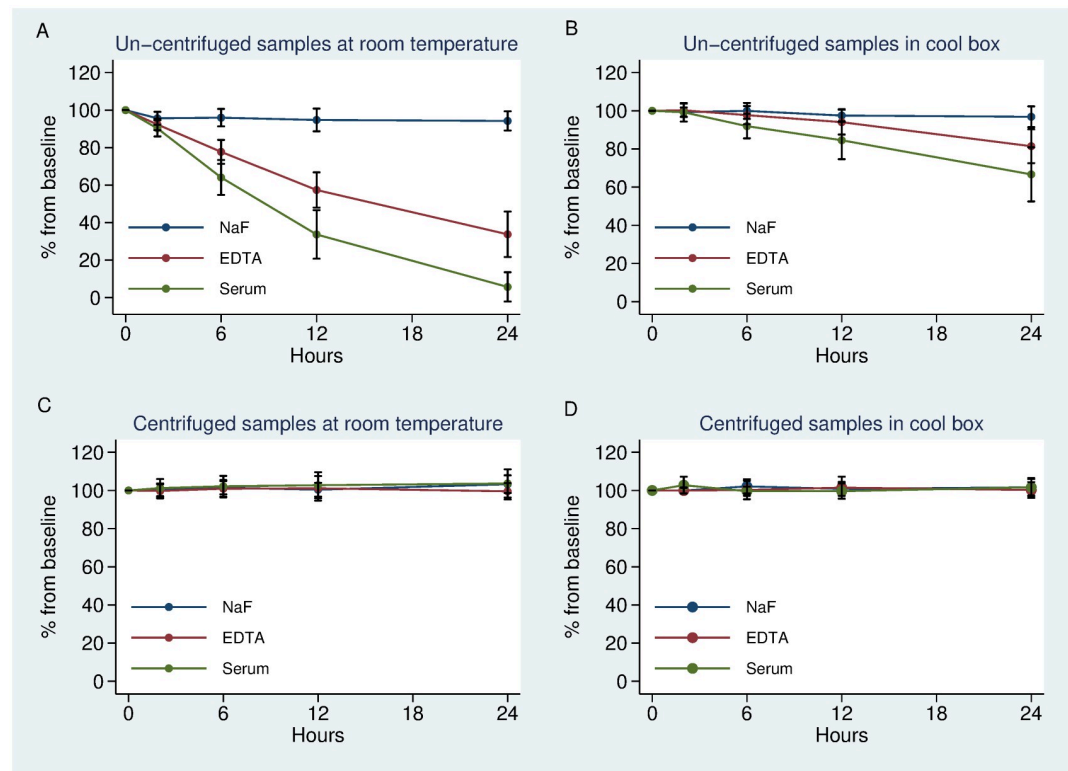 A
Un−centrifuged samples at room temperature
120
100
80
60
40
20
0
% from baseline
NaF
EDTA
Serum
0 6 12 18 24
Hours
B
Un−centrifuged samples in cool box
120
100
80
60
40
20
0
% from baseline
NaF
EDTA
Serum
0 6 12 18 24
Hours
C
Centrifuged samples at room temperature
120
100
80
60
40
20
0
% from baseline
NaF
EDTA
Serum
0 6 12 18 24
Hours
D
Centrifuged samples in cool box
120
100
80
60
40
20
0
% from baseline
NaF
EDTA
Serum
0 6 12 18 24
Hours